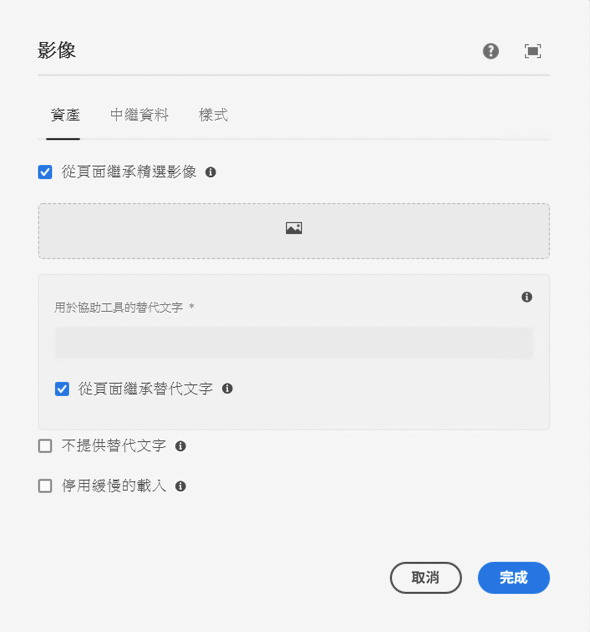 影像
資產 中繼資料 樣式
從頁面繼承精選影像
用於協助工具的替代文字 *
從頁面繼承替代文字
不提供替代文字
停用緩慢的載入
取消 完成